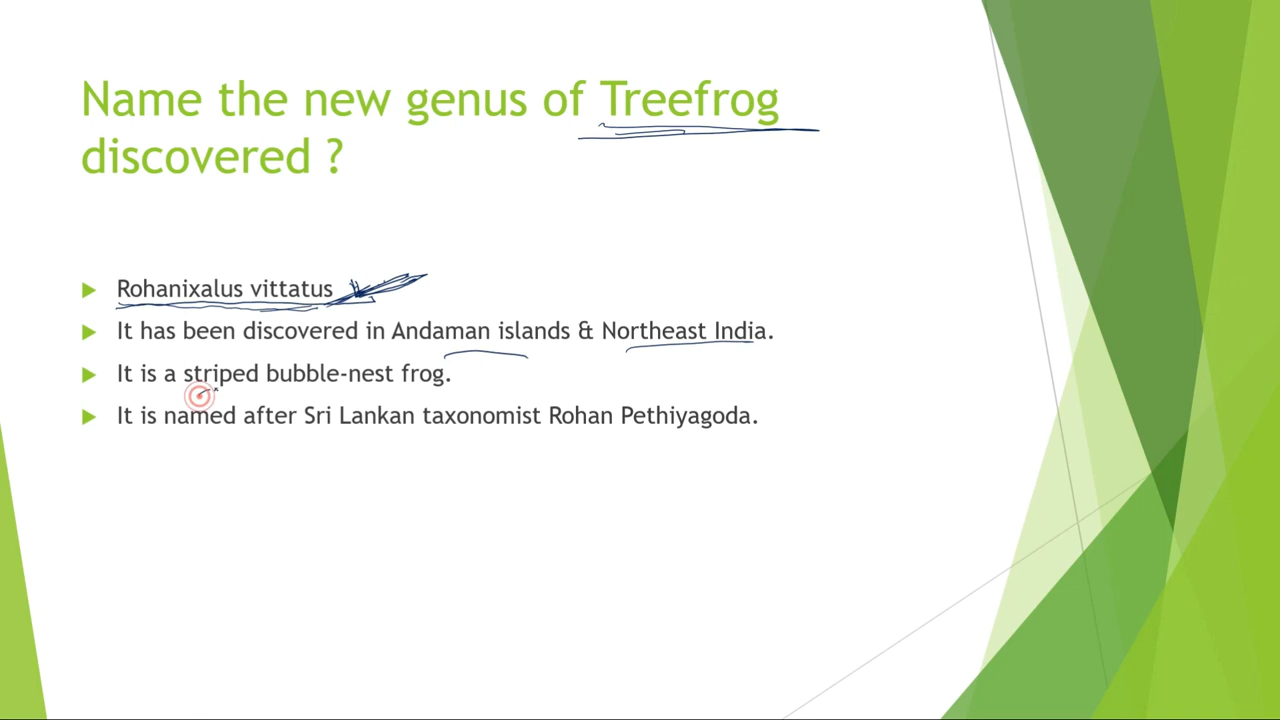 Name the new genus of Treefrog
discovered ?
Rohanixalus vittatus
It has been discovered in Andaman islands & Northeast India.
It is a striped bubble-nest frog.
It is named after Sri Lankan taxonomist Rohan Pethiyagoda.